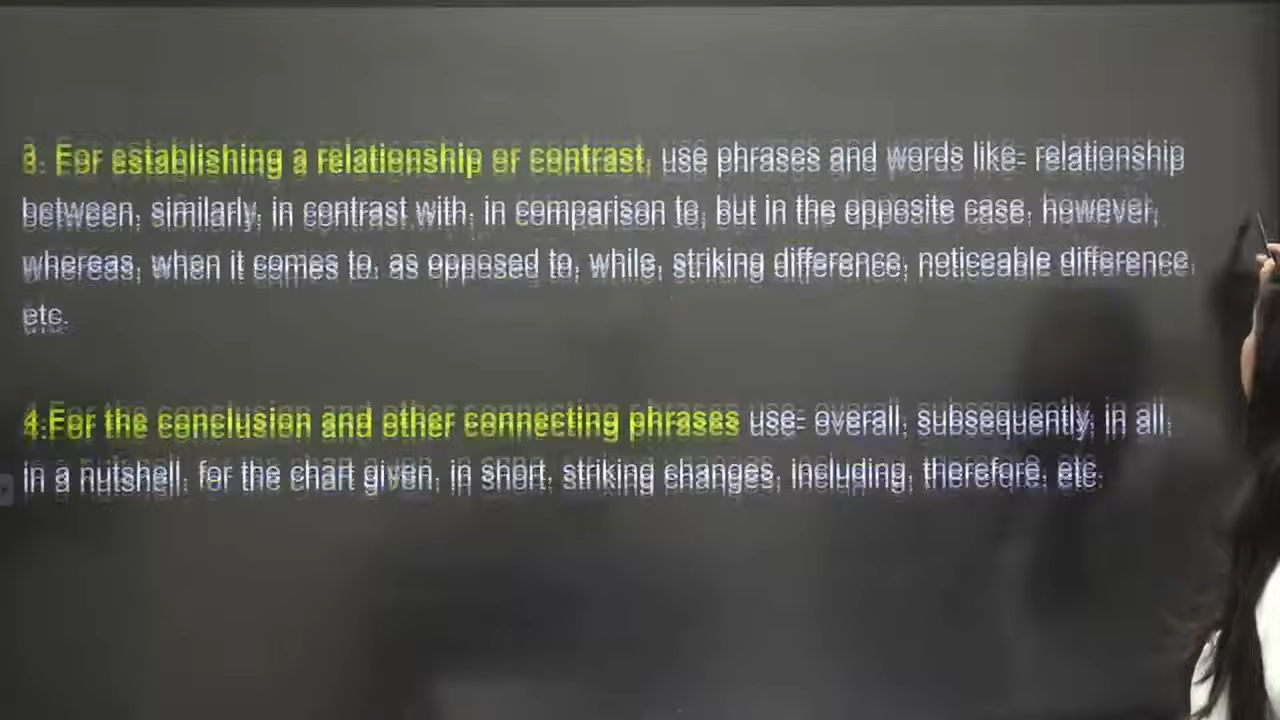 3. For establishing a relationship or contrast, use phrases and words like- relationship
between, similarly, in contrast with, in comparison to, but in the opposite case, however,
whereas, when it comes to, as opposed to, while, striking difference, noticeable difference,
etc.
4.For the conclusion and other connecting phrases use- overall, subsequently, in all,
in a nutshell, for the chart given, in short, striking changes, including, therefore, etc.